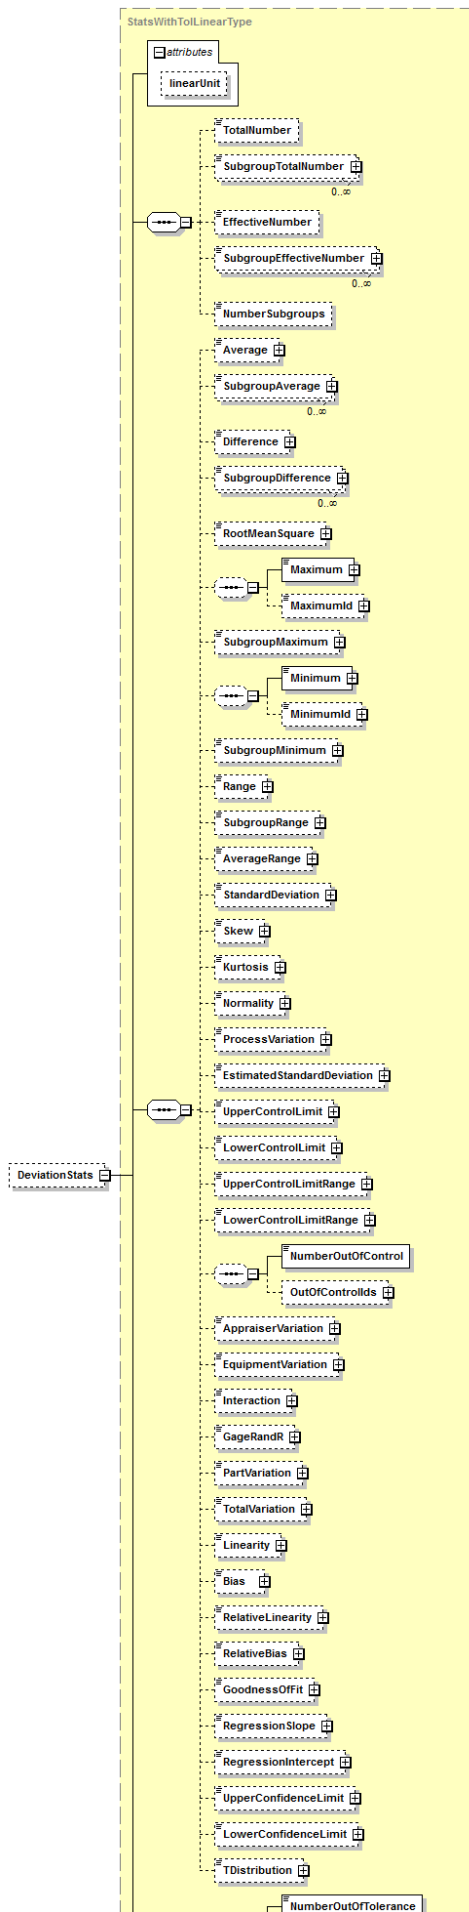 StatsWithTolLinearType
attributes
linearUnit
TotalNumber
SubgroupTotalNumber
0..∞
EffectiveNumber
SubgroupEffectiveNumber
0..∞
NumberSubgroups
Average
SubgroupAverage
0..∞
Difference
SubgroupDifference
0..∞
RootMeanSquare
Maximum
MaximumId
SubgroupMaximum
Minimum
MinimumId
SubgroupMinimum
Range
SubgroupRange
AverageRange
StandardDeviation
Skew
Kurtosis
Normality
ProcessVariation
EstimatedStandardDeviation
UpperControlLimit
LowerControlLimit
DeviationStats
UpperControlLimitRange
LowerControlLimitRange
NumberOutOfControl
OutOfControlIds
AppraiserVariation
EquipmentVariation
Interaction
GageRandR
PartVariation
TotalVariation
Linearity
Bias
RelativeLinearity
RelativeBias
GoodnessOfFit
RegressionSlope
RegressionIntercept
UpperConfidenceLimit
LowerConfidenceLimit
TDistribution
NumberOutOfTolerance